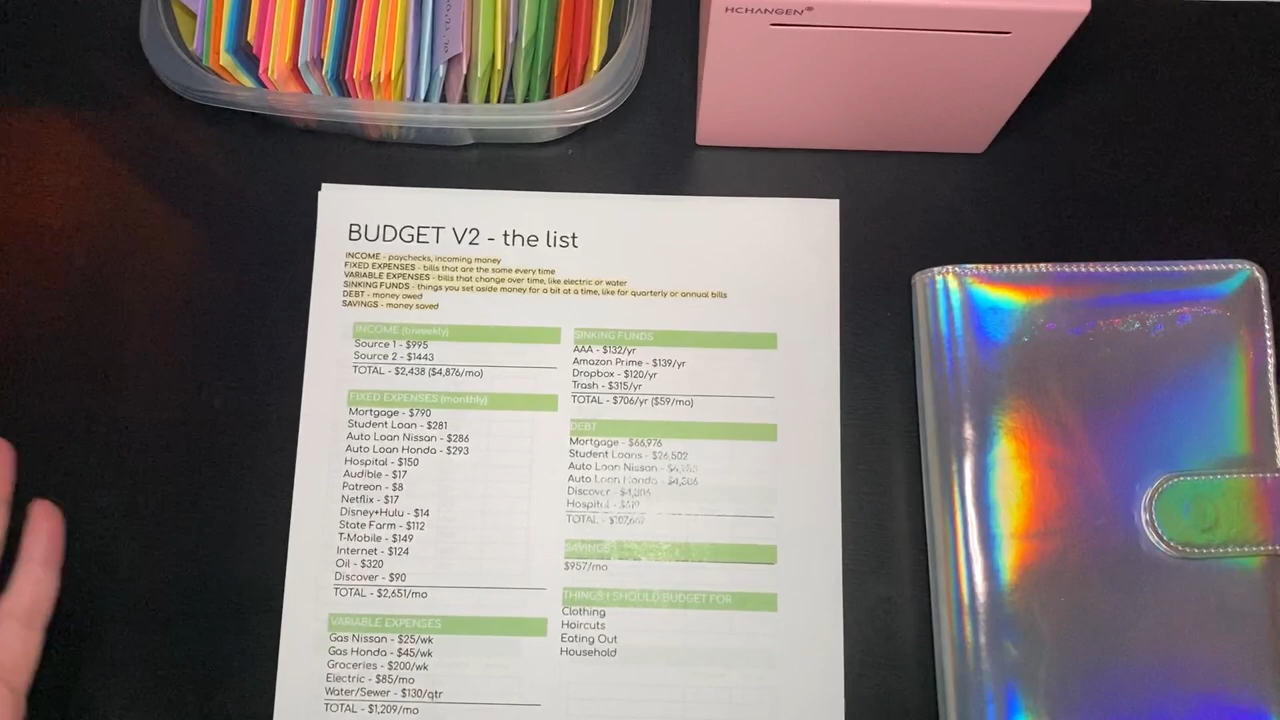 HCHANGEN®
BUDGET V2 - the list
INCOME - paychecks, incoming money
FIXED EXPENSES - bills that are the same every time
VARIABLE EXPENSES - bills that change over time, like electric or water
SINKING FUNDS - things you set aside money for a bit at a time, like for quarterly or annual bills
DEBT - money owed
SAVINGS - money saved
INCOME (biweekly)
Source 1 - $995
Source 2 - $1443
TOTAL - $2,438 ($4,876/mo)
FIXED EXPENSES (monthly)
Mortgage - $790
Student Loan - $281
Auto Loan Nissan - $286
Auto Loan Honda - $293
Hospital - $150
Audible - $17
Patreon - $8
Netflix - $17
Disney+Hulu - $14
State Farm - $112
T-Mobile - $149
Internet - $124
Oil - $320
Discover - $90
TOTAL - $2,651/mo
VARIABLE EXPENSES
Gas Nissan - $25/wk
Gas Honda - $45/wk
Groceries - $200/wk
Electric - $85/mo
Water/Sewer - $130/qtr
TOTAL - $1,209/mo
SINKING FUNDS
AAA - $132/yr
Amazon Prime - $139/yr
Dropbox - $120/yr
Trash - $315/yr
TOTAL - $706/yr ($59/mo)
DEBT
Mortgage - $66,976
Student Loans - $26,502
Auto Loan Nissan -
Auto Loan Honda - $4,386
Discover -
Hospital -
TOTAL -
SAVINGS
$957/mo
THINGS I SHOULD BUDGET FOR
Clothing
Haircuts
Eating Out
Household